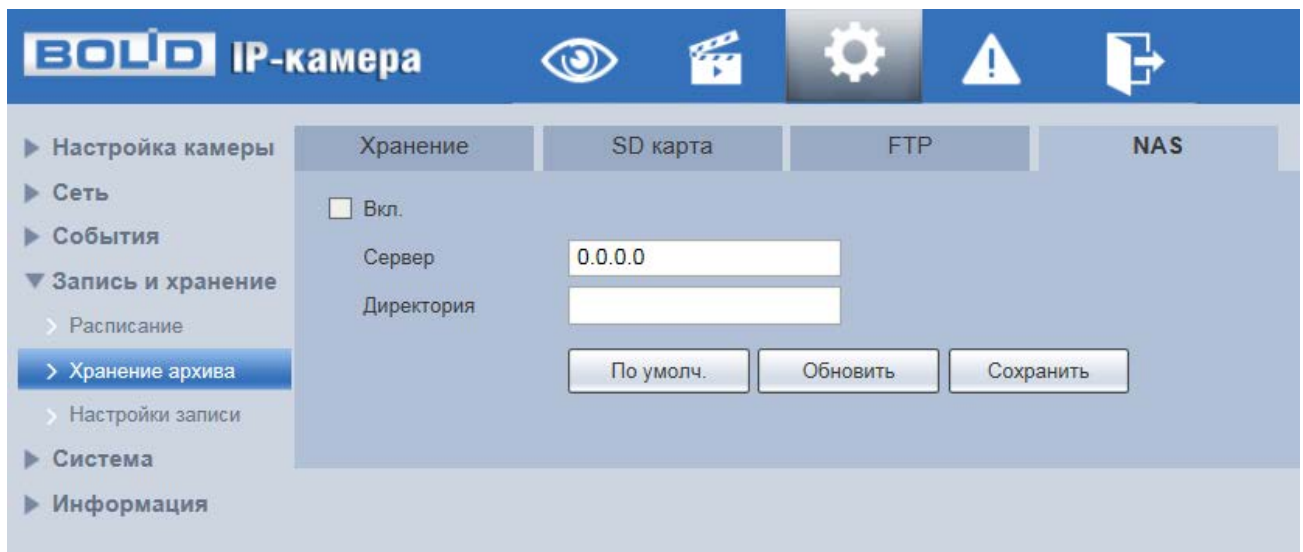 BOLID IP-камера
Хранение SD карта FTP NAS
Настройка камеры
Сеть
События
Запись и хранение
Расписание
Хранение архива
Настройки записи
Система
Информация
Вкл.
Сервер 0.0.0.0
Директория
По умолч. Обновить Сохранить